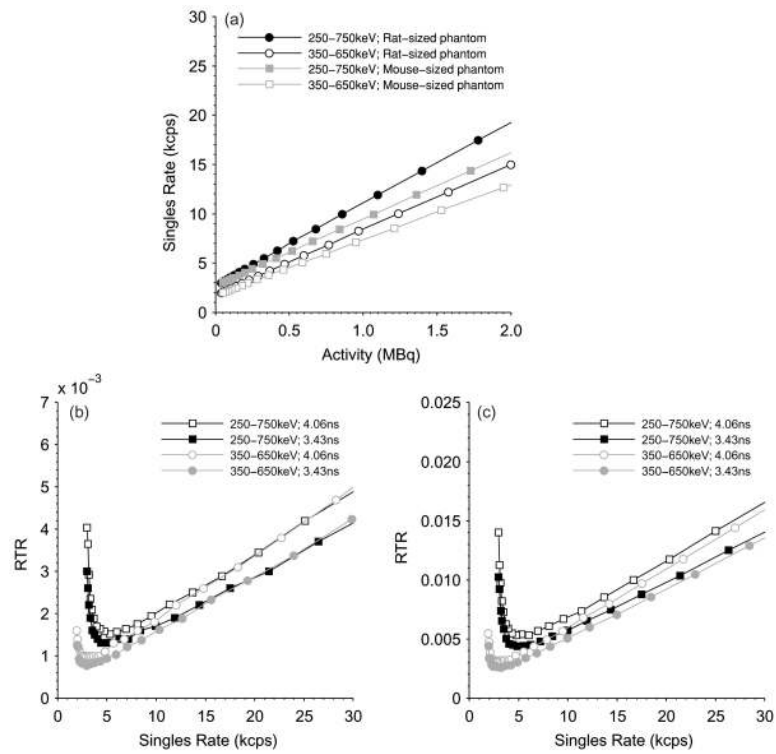 (a)
250–750keV; Rat-sized phantom
350–650keV; Rat-sized phantom
250–750keV; Mouse-sized phantom
350–650keV; Mouse-sized phantom
30
25
20
15
10
5
0
Singles Rate (kcps)
0 0.5 1.0 1.5 2.0
Activity (MBq)
x 10⁻³
(b)
250–750keV; 4.06ns
250–750keV; 3.43ns
350–650keV; 4.06ns
350–650keV; 3.43ns
7
6
5
4
3
2
1
0
RTR
0 5 10 15 20 25 30
Singles Rate (kcps)
(c)
250–750keV; 4.06ns
250–750keV; 3.43ns
350–650keV; 4.06ns
350–650keV; 3.43ns
0.025
0.020
0.015
0.010
0.005
0.000
RTR
0 5 10 15 20 25 30
Singles Rate (kcps)